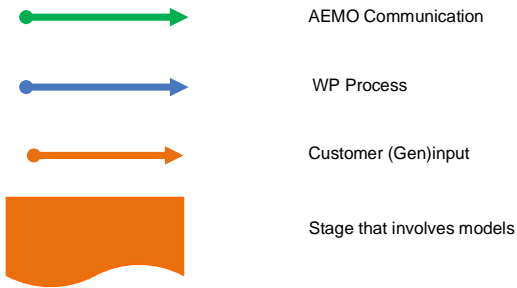 AEMO Communication
WP Process
Customer (Gen)input
Stage that involves models